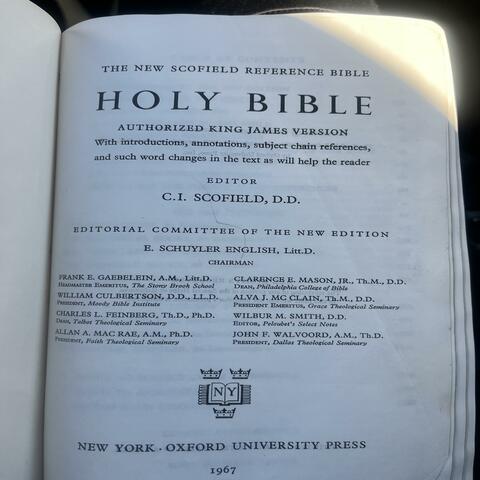 THE NEW SCOFIELD REFERENCE BIBLE
HOLY BIBLE
AUTHORIZED KING JAMES VERSION
With introductions, annotations, subject chain references,
and such word changes in the text as will help the reader
EDITOR
C. I. SCOFIELD, D.D.
EDITORIAL COMMITTEE OF THE NEW EDITION
E. SCHUYLER ENGLISH, Litt.D.
CHAIRMAN
FRANK E. GAEBELEIN, A.M., Litt.D.
HEADMASTER EMERITUS, The Stony Brook School
WILLIAM CULBERTSON, D.D., LL.D.
PRESIDENT, Moody Bible Institute
CHARLES L. FEINBERG, Th.D., Ph.D.
DEAN, Talbot Theological Seminary
ALLAN A. MAC RAE, A.M., Ph.D.
PRESIDENT, Faith Theological Seminary
CLARENCE E. MASON, JR., Th.M., D.D.
DEAN, Philadelphia College of Bible
ALVA J. MC CLAIN, Th.M., D.D.
PRESIDENT EMERITUS, Grace Theological Seminary
WILBUR M. SMITH, D.D.
EDITOR, Peloubet's Select Notes
JOHN F. WALVOORD, A.M., Th.D.
PRESIDENT, Dallas Theological Seminary
NY
NEW YORK · OXFORD UNIVERSITY PRESS
1967